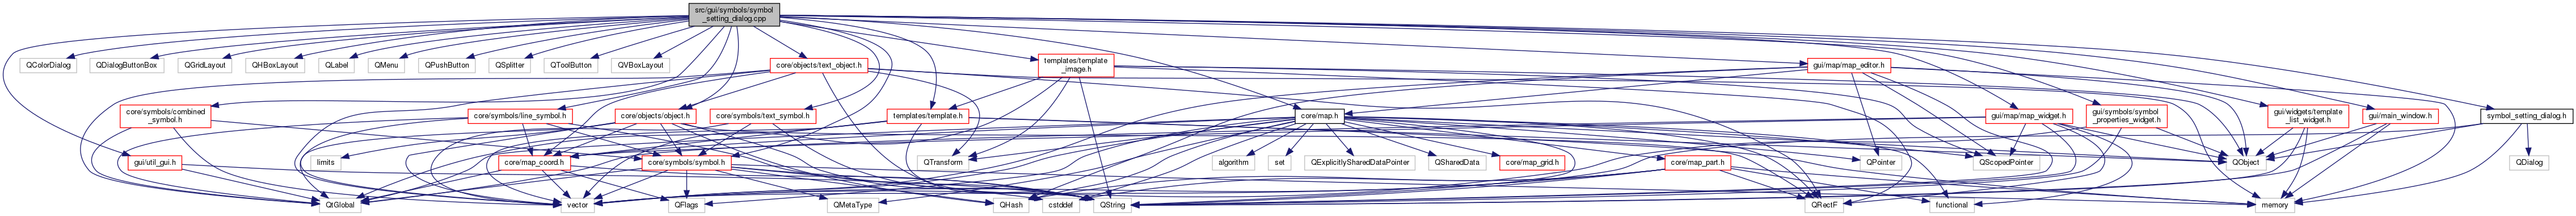 src/gui/symbols/symbol
_setting_dialog.cpp
QColorDialog
QDialogButtonBox
QGridLayout
QHBoxLayout
QLabel
QMenu
QPushButton
QSplitter
QToolButton
QVBoxLayout
core/objects/text_object.h
templates/template
_image.h
gui/map/map_editor.h
core/symbols/combined
_symbol.h
core/symbols/line_symbol.h
core/objects/object.h
core/symbols/text_symbol.h
templates/template.h
core/map.h
gui/map/map_widget.h
gui/symbols/symbol
_properties_widget.h
gui/widgets/template
_list_widget.h
gui/main_window.h
symbol_setting_dialog.h
gui/util_gui.h
limits
core/map_coord.h
core/symbols/symbol.h
QTransform
algorithm
set
QExplicitlySharedDataPointer
QSharedData
core/map_grid.h
core/map_part.h
QPointer
QScopedPointer
QObject
QDialog
QtGlobal
vector
QFlags
QMetaType
QHash
cstddef
QString
QRectF
functional
memory